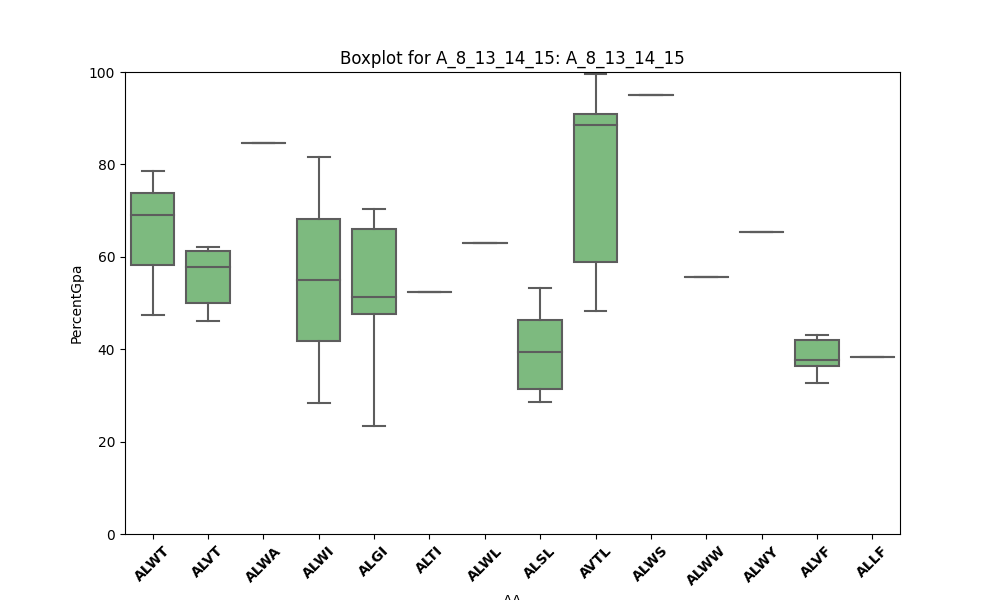 Boxplot for A_8_13_14_15: A_8_13_14_15
100
80
60
40
20
0
PercentGpa
ALWT ALVT ALWA ALWI ALGI ALTI ALWL ALSL AVTL ALWS ALWW ALWY ALVF ALLF
AA